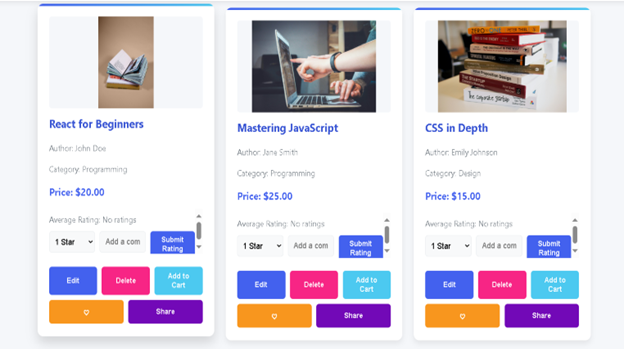 React for Beginners
Author: John Doe
Category: Programming
Price: $20.00
Average Rating: No ratings
1 Star
Add a com
Submit
Rating
Edit
Delete
Add to
Cart
Share
Mastering JavaScript
Author: Jane Smith
Category: Programming
Price: $25.00
Average Rating: No ratings
1 Star
Add a com
Submit
Rating
Edit
Delete
Add to
Cart
Share
CSS in Depth
Author: Emily Johnson
Category: Design
Price: $15.00
Average Rating: No ratings
1 Star
Add a com
Submit
Rating
Edit
Delete
Add to
Cart
Share